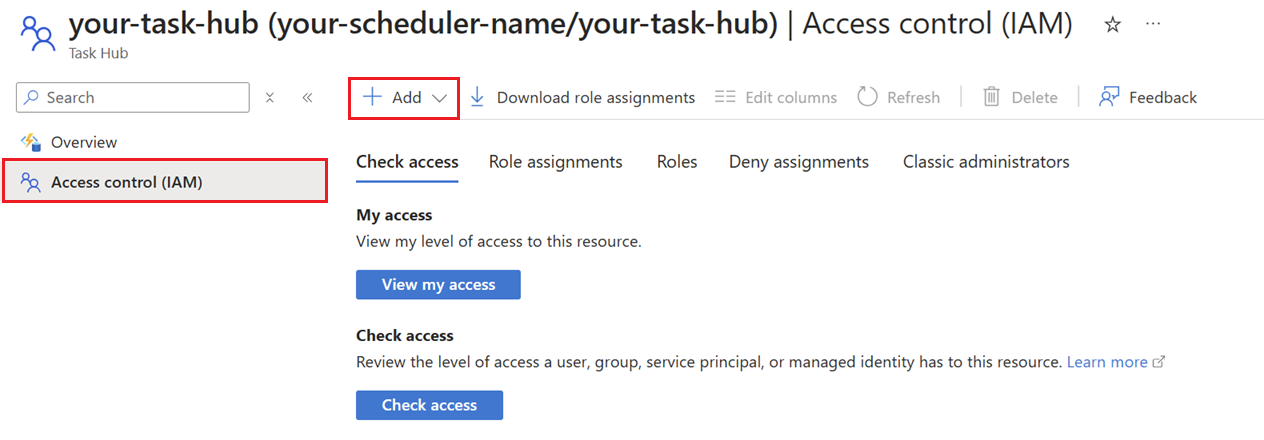 your-task-hub (your-scheduler-name/your-task-hub) | Access control (IAM)
Task Hub
Search
Add
Download role assignments
Edit columns
Refresh
Delete
Feedback
Overview
Access control (IAM)
Check access
Role assignments
Roles
Deny assignments
Classic administrators
My access
View my level of access to this resource.
View my access
Check access
Review the level of access a user, group, service principal, or managed identity has to this resource. Learn more
Check access